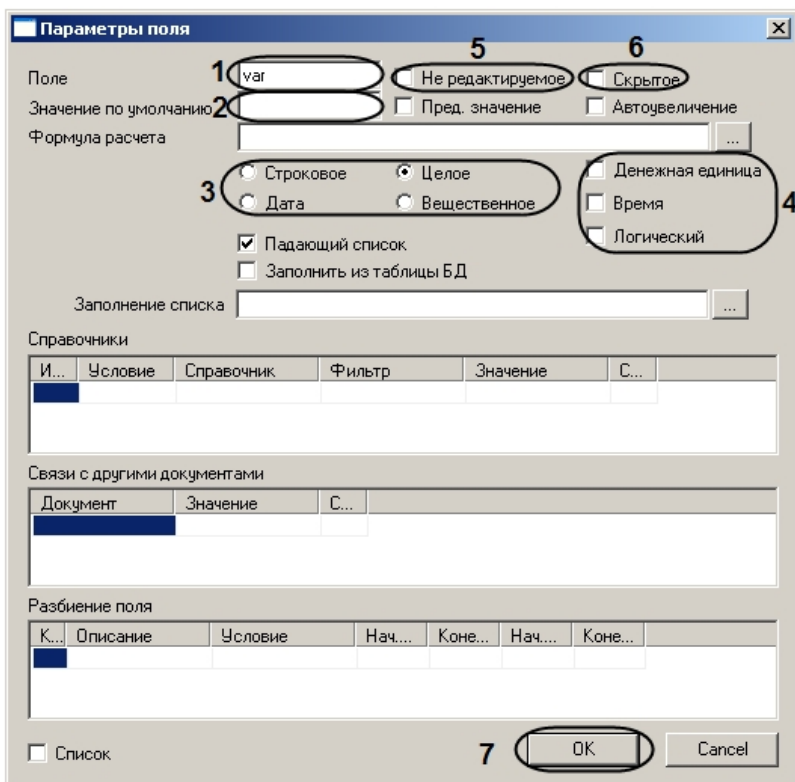 Параметры поля
5 6
Поле 1 var Не редактируемое Скрытое
Значение по умолчанию 2 Пред. значение Автоувеличение
Формула расчета ...
3 Строковое Целое Денежная единица
Дата Вещественное Время 4
Падающий список Логический
Заполнить из таблицы БД
Заполнение списка ...
Справочники
И... Условие Справочник Фильтр Значение С...
Связи с другими документами
Документ Значение С...
Разбиение поля
К... Описание Условие Нач.... Коне... Нач.... Коне...
Список 7 OK Cancel